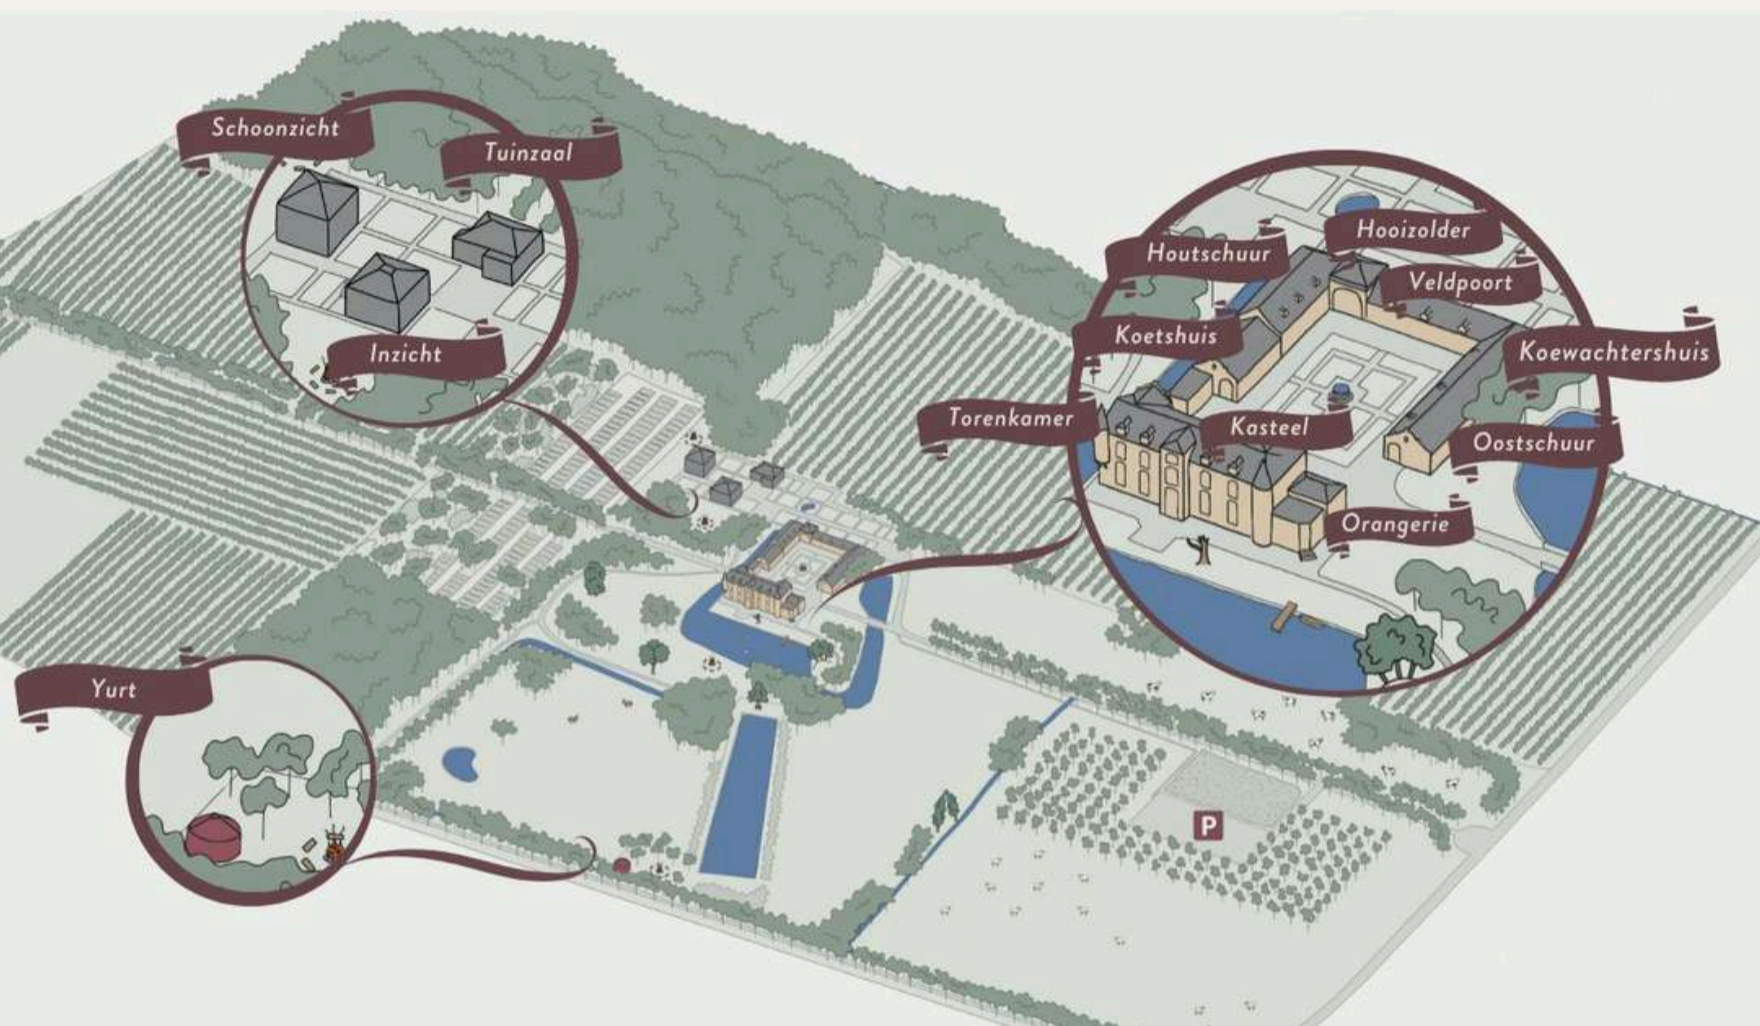 Schoonzicht
Tuinzaal
Inzicht
Houtschuur
Hooizolder
Veldpoort
Koetshuis
Koewachtershuis
Torenkamer
Kasteel
Oostschuur
Orangerie
Yurt
P